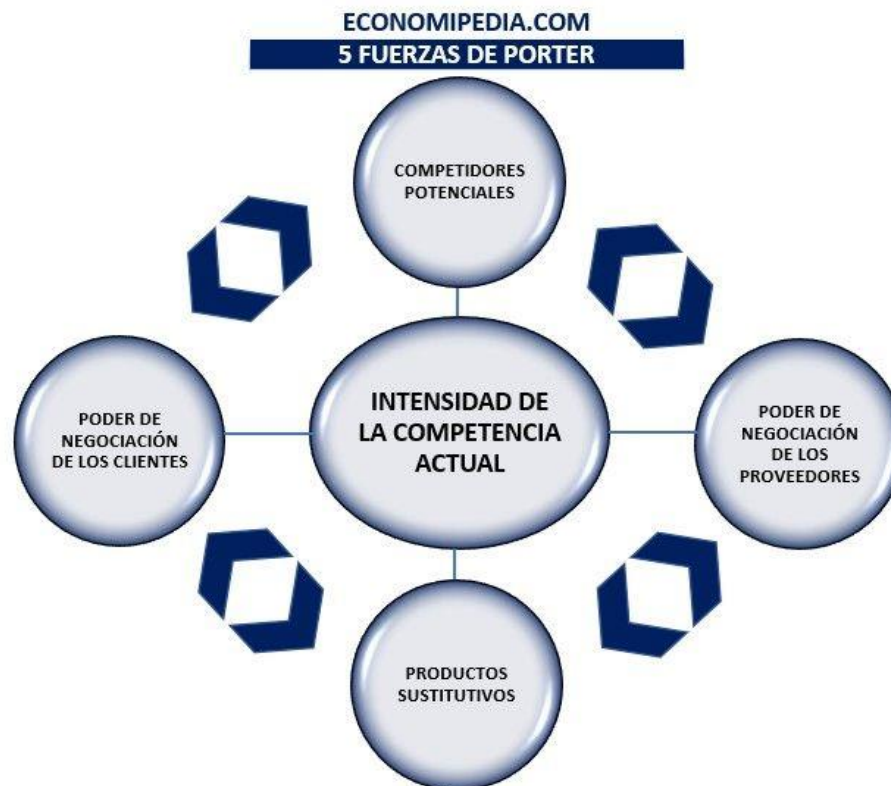 ECONOMIPEDIA.COM
5 FUERZAS DE PORTER
COMPETIDORES
POTENCIALES
PODER DE
NEGOCIACIÓN
DE LOS CLIENTES
INTENSIDAD DE
LA COMPETENCIA
ACTUAL
PODER DE
NEGOCIACIÓN
DE LOS
PROVEEDORES
PRODUCTOS
SUSTITUTIVOS